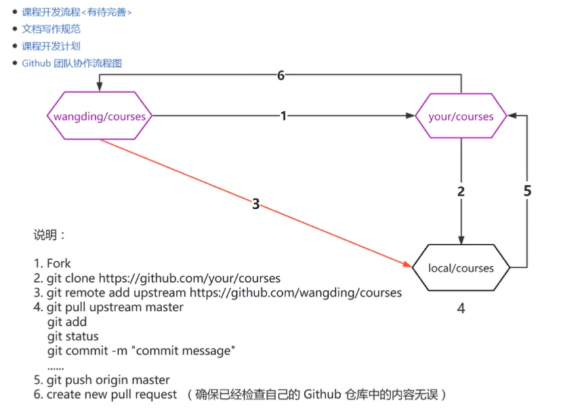 课程开发流程<有待完善>
文档写作规范
课程开发计划
Github 团队协作流程图
6
wangding/courses
1
your/courses
3
2
5
local/courses
4
说明：
1. Fork
2. git clone https://github.com/your/courses
3. git remote add upstream https://github.com/wangding/courses
4. git pull upstream master
git add
git status
git commit -m "commit message"
......
5. git push origin master
6. create new pull request （确保已经检查自己的 Github 仓库中的内容无误）